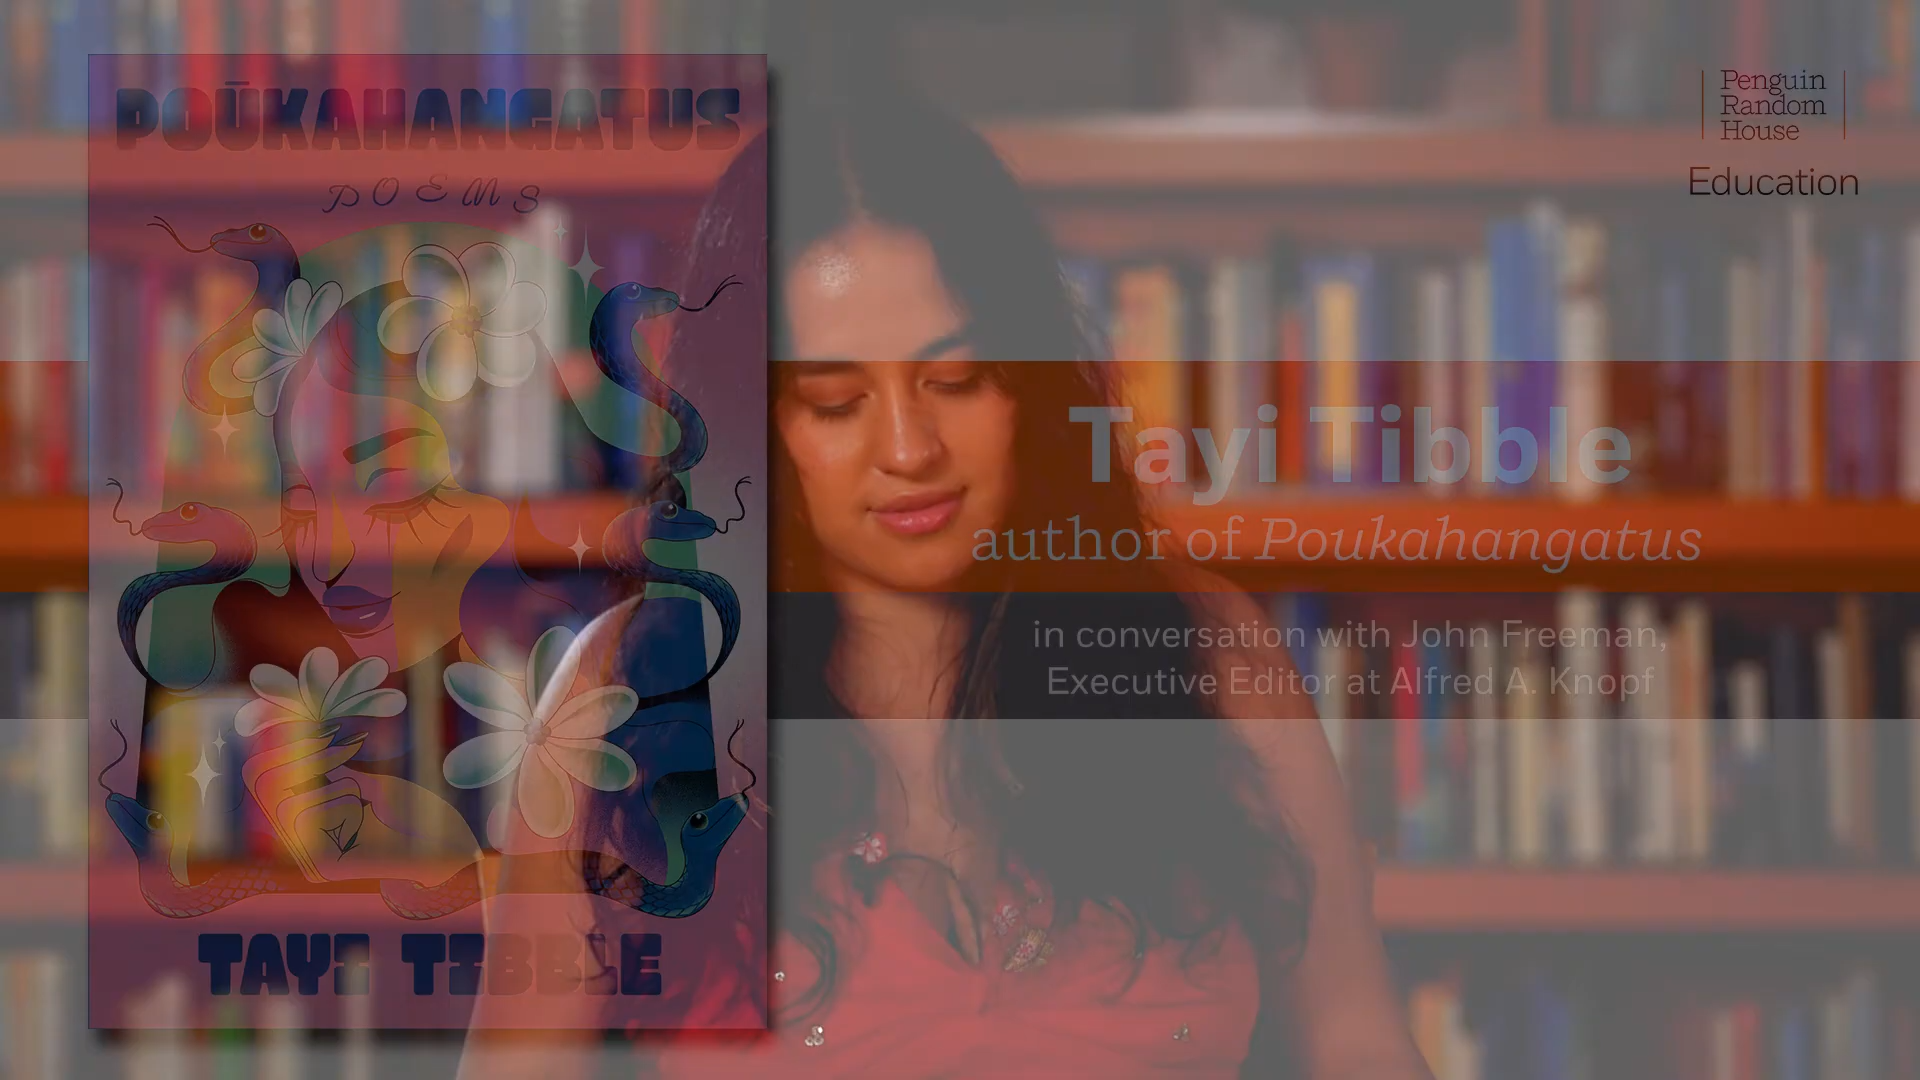 POŪKAHANGATUS
POEMS
TAYI TIBBLE
Penguin
Random
House
Education
Tayi Tibble
author of Poukahangatus
in conversation with John Freeman,
Executive Editor at Alfred A. Knopf